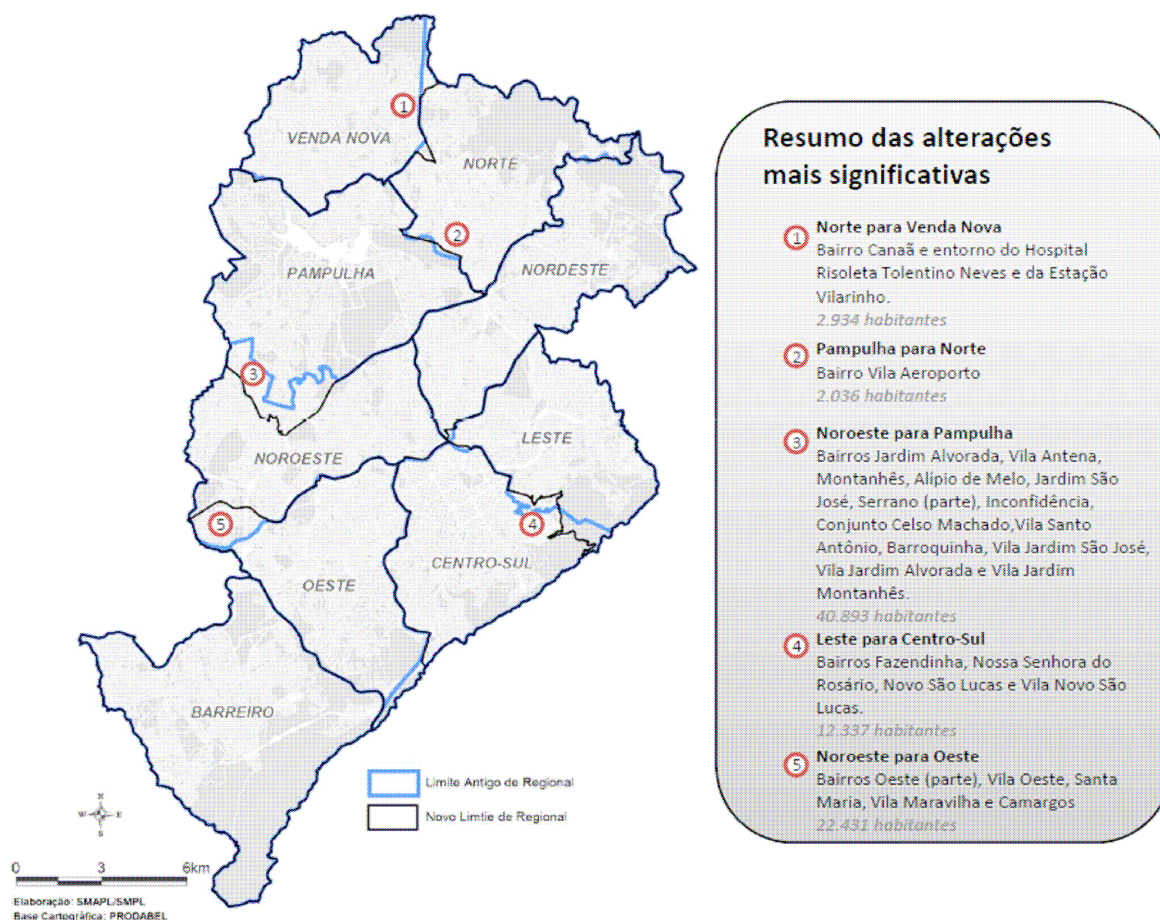 VENDA NOVA
NORTE
PAMPULHA
NORDESTE
LESTE
NOROESTE
CENTRO-SUL
OESTE
BARREIRO
1
2
3
4
5
Limite Antigo de Regional
Novo Limtie de Regional
N
W
E
S
0 3 6km
Elaboração: SMAPL/SMPL
Base Cartográfica: PRODABEL
Resumo das alterações
mais significativas
1 Norte para Venda Nova
Bairro Canaã e entorno do Hospital
Risoleta Tolentino Neves e da Estação
Vilarinho.
2.934 habitantes
2 Pampulha para Norte
Bairro Vila Aeroporto
2.036 habitantes
3 Noroeste para Pampulha
Bairros Jardim Alvorada, Vila Antena,
Montanhês, Alípio de Melo, Jardim São
José, Serrano (parte), Inconfidência,
Conjunto Celso Machado,Vila Santo
Antônio, Barroquinha, Vila Jardim São José,
Vila Jardim Alvorada e Vila Jardim
Montanhês.
40.893 habitantes
4 Leste para Centro-Sul
Bairros Fazendinha, Nossa Senhora do
Rosário, Novo São Lucas e Vila Novo São
Lucas.
12.337 habitantes
5 Noroeste para Oeste
Bairros Oeste (parte), Vila Oeste, Santa
Maria, Vila Maravilha e Camargos
22.431 habitantes